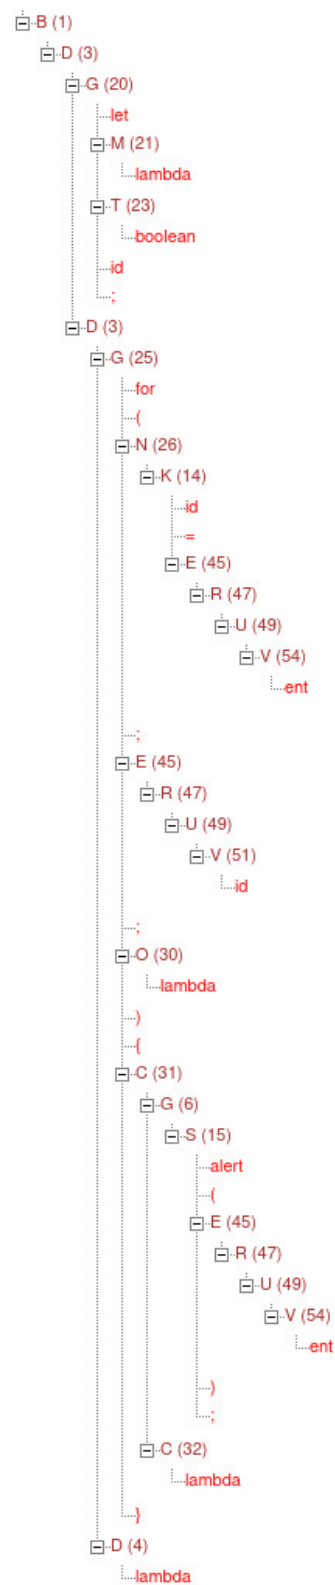 B (1)
D (3)
G (20)
let
M (21)
lambda
T (23)
boolean
id
;
D (3)
G (25)
for
(
N (26)
K (14)
id
=
E (45)
R (47)
U (49)
V (54)
ent
;
E (45)
R (47)
U (49)
V (51)
id
;
O (30)
lambda
)
{
C (31)
G (6)
S (15)
alert
(
E (45)
R (47)
U (49)
V (54)
ent
)
;
C (32)
lambda
}
D (4)
lambda